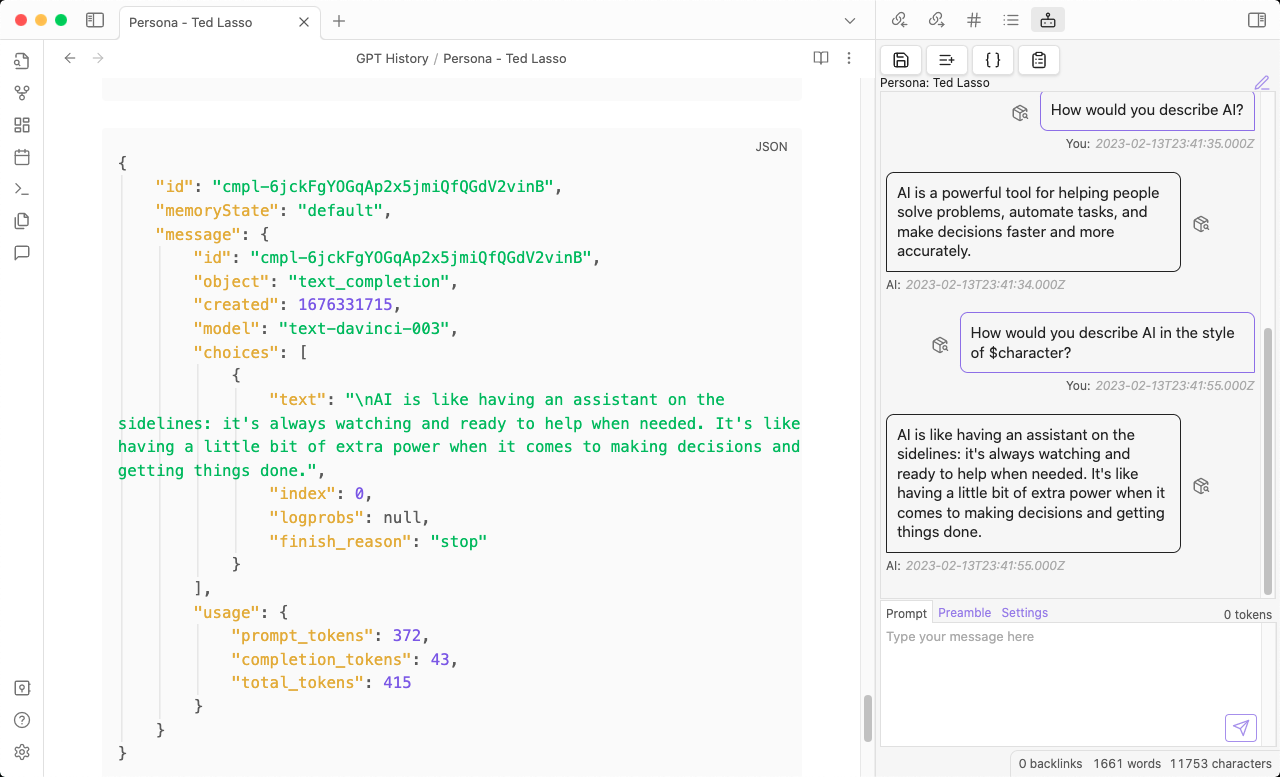 Persona - Ted Lasso
GPT History / Persona - Ted Lasso
JSON
{
"id": "cmpl-6jckFgYOGqAp2x5jmiQfQGdV2vinB",
"memoryState": "default",
"message": {
"id": "cmpl-6jckFgYOGqAp2x5jmiQfQGdV2vinB",
"object": "text_completion",
"created": 1676331715,
"model": "text-davinci-003",
"choices": [
{
"text": "\nAI is like having an assistant on the
sidelines: it's always watching and ready to help when needed. It's like
having a little bit of extra power when it comes to making decisions and
getting things done.",
"index": 0,
"logprobs": null,
"finish_reason": "stop"
}
],
"usage": {
"prompt_tokens": 372,
"completion_tokens": 43,
"total_tokens": 415
}
}
}
Persona: Ted Lasso
How would you describe AI?
You: 2023-02-13T23:41:35.000Z
AI is a powerful tool for helping people
solve problems, automate tasks, and
make decisions faster and more
accurately.
AI: 2023-02-13T23:41:34.000Z
How would you describe AI in the style
of $character?
You: 2023-02-13T23:41:55.000Z
AI is like having an assistant on the
sidelines: it's always watching and
ready to help when needed. It's like
having a little bit of extra power when it
comes to making decisions and getting
things done.
AI: 2023-02-13T23:41:55.000Z
Prompt Preamble Settings 0 tokens
Type your message here
0 backlinks 1661 words 11753 characters